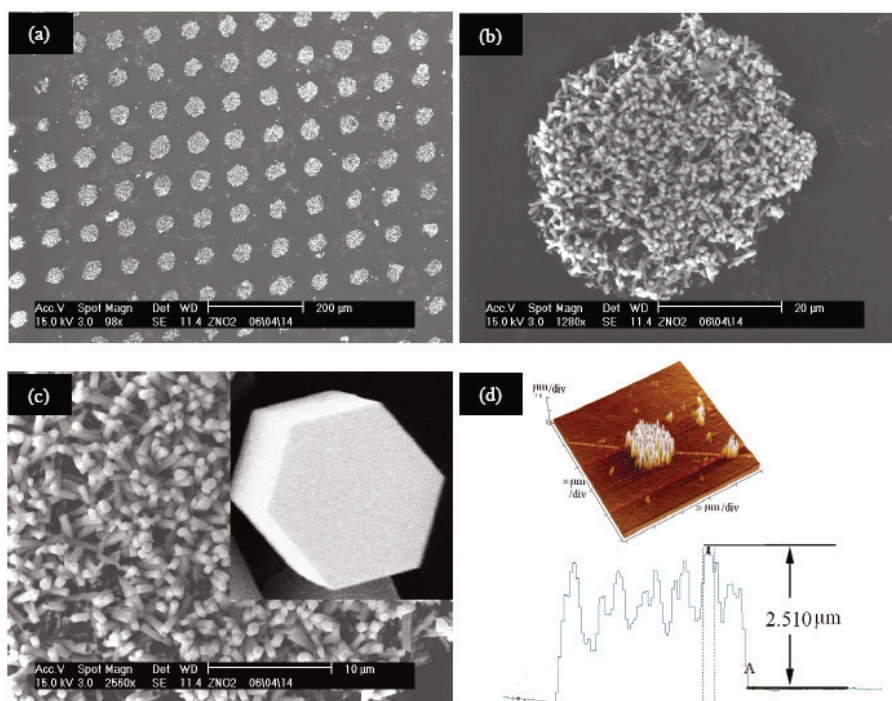 (a)
Acc.V Spot Magn Det WD 200 µm
15.0 kV 3.0 98x SE 11.4 ZNO2 06\04\14
(b)
Acc.V Spot Magn Det WD 20 µm
15.0 kV 3.0 1280x SE 11.4 ZNO2 06\04\14
(c)
Acc.V Spot Magn Det WD 10 µm
15.0 kV 3.0 2560x SE 11.4 ZNO2 06\04\14
(d)
µm/div
µm
/div
µm/div
2.510 µm
A